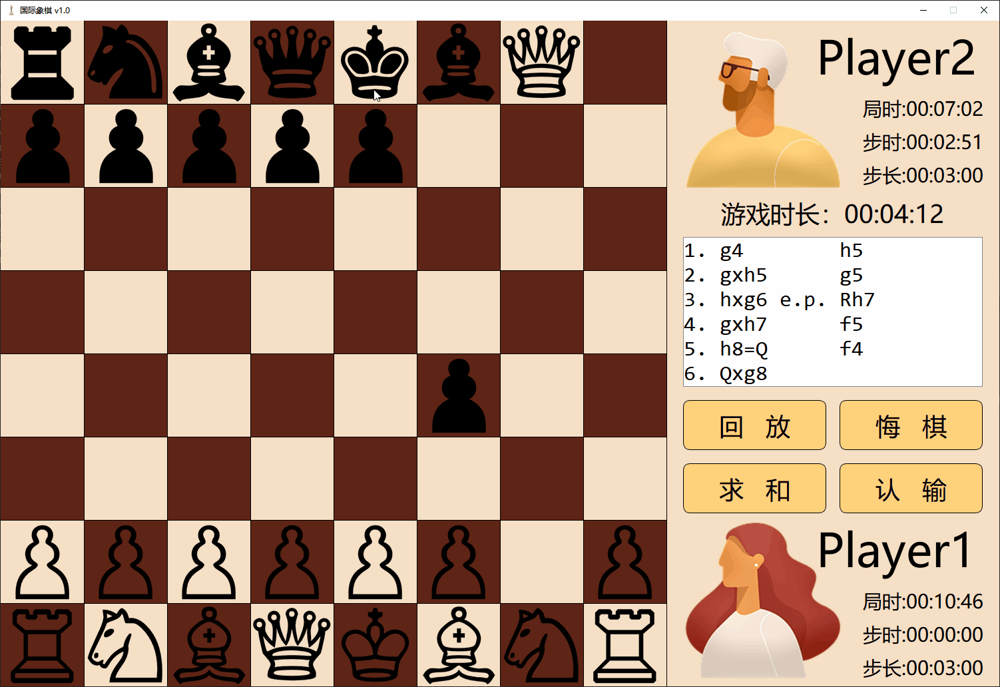 国际象棋 v1.0
Player2
局时:00:07:02
步时:00:02:51
步长:00:03:00
游戏时长：00:04:12
1. g4 h5
2. gxh5 g5
3. hxg6 e.p. Rh7
4. gxh7 f5
5. h8=Q f4
6. Qxg8
回 放
悔 棋
求 和
认 输
Player1
局时:00:10:46
步时:00:00:00
步长:00:03:00